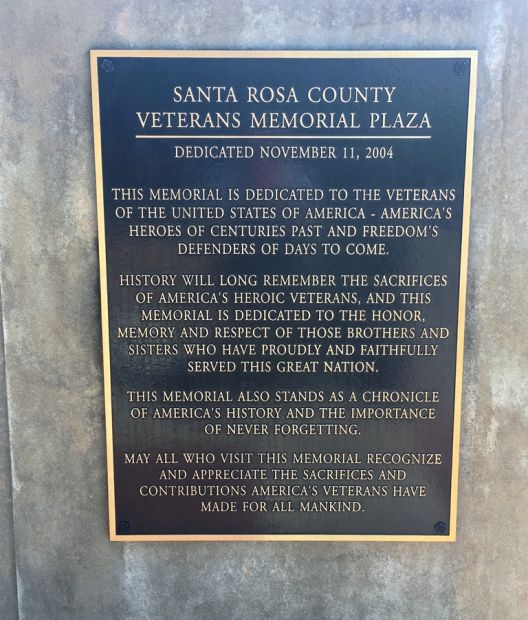 SANTA ROSA COUNTY
VETERANS MEMORIAL PLAZA
DEDICATED NOVEMBER 11, 2004
THIS MEMORIAL IS DEDICATED TO THE VETERANS
OF THE UNITED STATES OF AMERICA - AMERICA'S
HEROES OF CENTURIES PAST AND FREEDOM'S
DEFENDERS OF DAYS TO COME.
HISTORY WILL LONG REMEMBER THE SACRIFICES
OF AMERICA'S HEROIC VETERANS, AND THIS
MEMORIAL IS DEDICATED TO THE HONOR,
MEMORY AND RESPECT OF THOSE BROTHERS AND
SISTERS WHO HAVE PROUDLY AND FAITHFULLY
SERVED THIS GREAT NATION.
THIS MEMORIAL ALSO STANDS AS A CHRONICLE
OF AMERICA'S HISTORY AND THE IMPORTANCE
OF NEVER FORGETTING.
MAY ALL WHO VISIT THIS MEMORIAL RECOGNIZE
AND APPRECIATE THE SACRIFICES AND
CONTRIBUTIONS AMERICA'S VETERANS HAVE
MADE FOR ALL MANKIND.